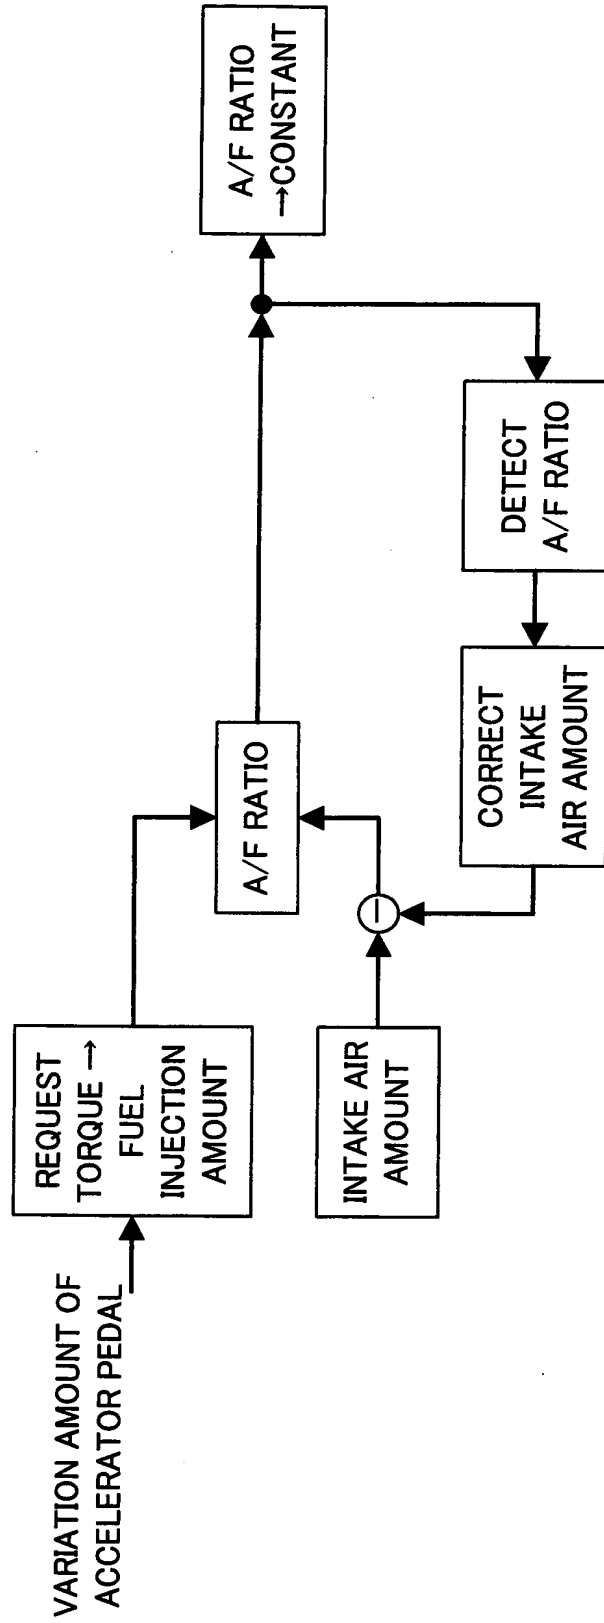 VARIATION AMOUNT OF
ACCELERATOR PEDAL
REQUEST
TORQUE →
FUEL
INJECTION
AMOUNT
INTAKE AIR
AMOUNT
−
A/F RATIO
CORRECT
INTAKE
AIR AMOUNT
DETECT
A/F RATIO
A/F RATIO
→CONSTANT